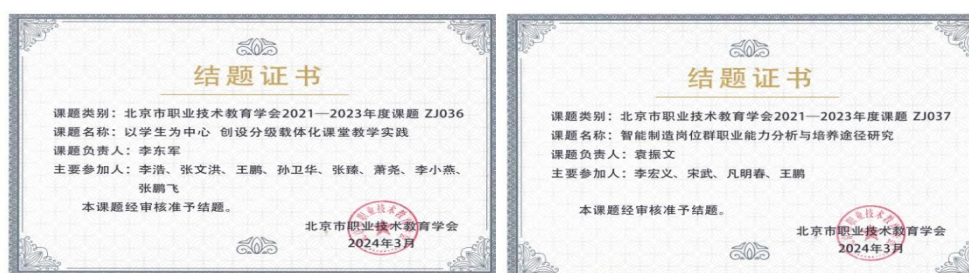 结题证书
课题类别：北京市职业技术教育学会2021—2023年度课题 ZJ036
课题名称：以学生为中心 创设分级载体化课堂教学实践
课题负责人：李东军
主要参加人：李浩、张文洪、王鹏、孙卫华、张臻、萧尧、李小燕、
张鹏飞
本课题经审核准予结题。
北京市职业技术教育学会
2024年3月
结题证书
课题类别：北京市职业技术教育学会2021—2023年度课题 ZJ037
课题名称：智能制造岗位群职业能力分析与培养途径研究
课题负责人：袁振文
主要参加人：李宏义、宋武、凡明春、王鹏
本课题经审核准予结题。
北京市职业技术教育学会
2024年3月